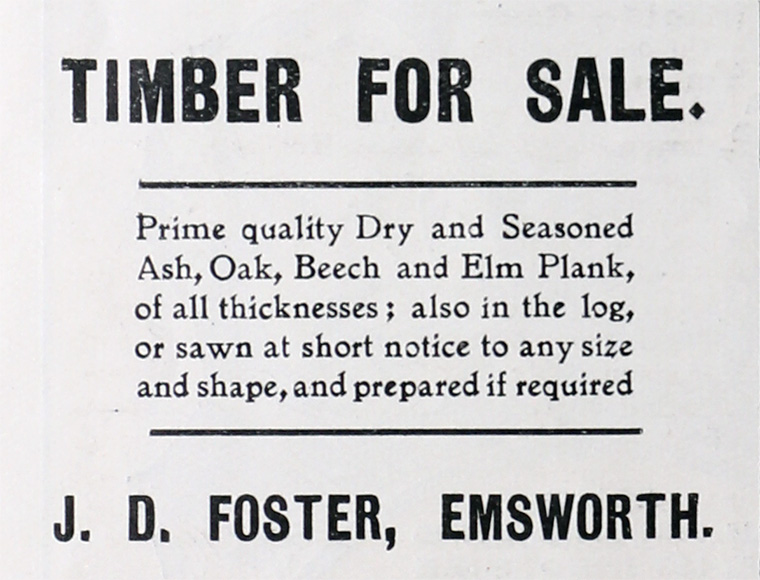 TIMBER FOR SALE.
Prime quality Dry and Seasoned
Ash, Oak, Beech and Elm Plank,
of all thicknesses; also in the log,
or sawn at short notice to any size
and shape, and prepared if required
J. D. FOSTER, EMSWORTH.